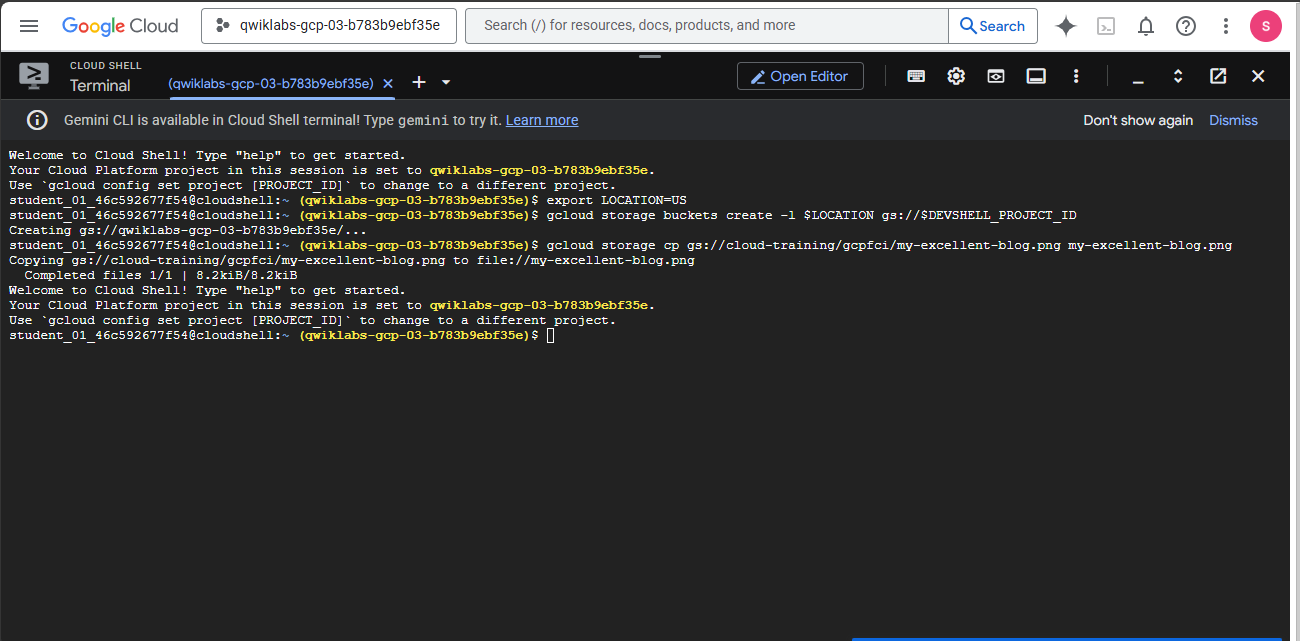 Google Cloud
qwiklabs-gcp-03-b783b9ebf35e
Search (/) for resources, docs, products, and more
Search
S
CLOUD SHELL
Terminal
(qwiklabs-gcp-03-b783b9ebf35e)
Open Editor
Gemini CLI is available in Cloud Shell terminal! Type gemini to try it. Learn more
Don't show again
Dismiss
Welcome to Cloud Shell! Type "help" to get started.
Your Cloud Platform project in this session is set to qwiklabs-gcp-03-b783b9ebf35e.
Use `gcloud config set project [PROJECT_ID]` to change to a different project.
student_01_46c592677f54@cloudshell:~ (qwiklabs-gcp-03-b783b9ebf35e)$ export LOCATION=US
student_01_46c592677f54@cloudshell:~ (qwiklabs-gcp-03-b783b9ebf35e)$ gcloud storage buckets create -l $LOCATION gs://$DEVSHELL_PROJECT_ID
Creating gs://qwiklabs-gcp-03-b783b9ebf35e/...
student_01_46c592677f54@cloudshell:~ (qwiklabs-gcp-03-b783b9ebf35e)$ gcloud storage cp gs://cloud-training/gcpfci/my-excellent-blog.png my-excellent-blog.png
Copying gs://cloud-training/gcpfci/my-excellent-blog.png to file://my-excellent-blog.png
Completed files 1/1 | 8.2kiB/8.2kiB
Welcome to Cloud Shell! Type "help" to get started.
Your Cloud Platform project in this session is set to qwiklabs-gcp-03-b783b9ebf35e.
Use `gcloud config set project [PROJECT_ID]` to change to a different project.
student_01_46c592677f54@cloudshell:~ (qwiklabs-gcp-03-b783b9ebf35e)$